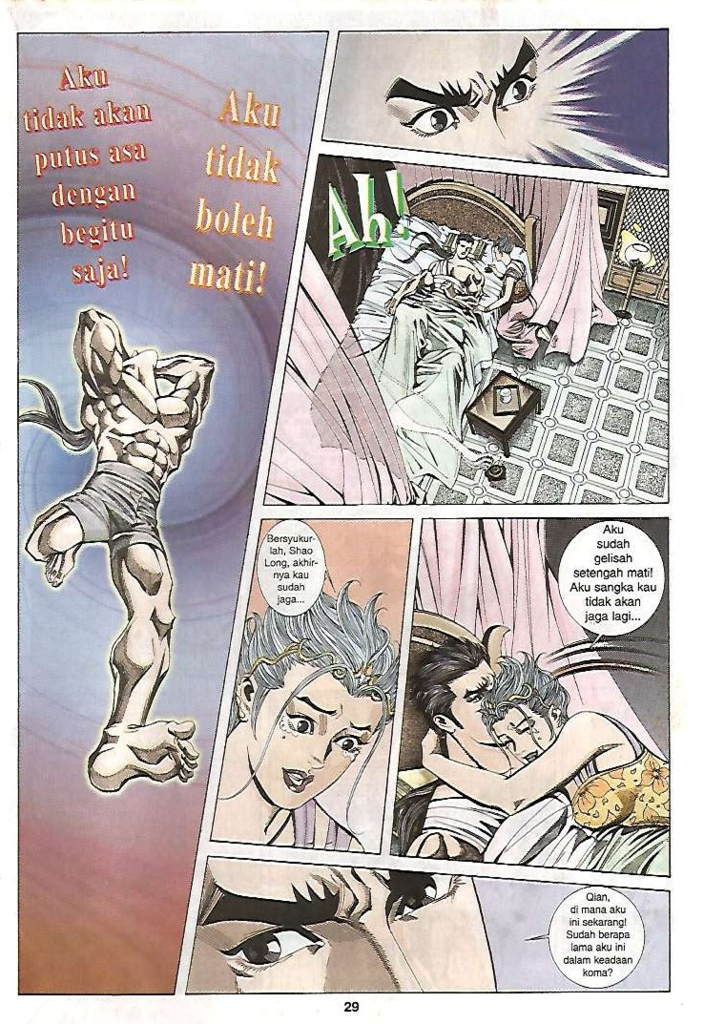 Aku
tidak akan
putus asa
dengan
begitu
saja!
Aku
tidak
boleh
mati!
Ah!
Bersyukur-
lah, Shao
Long, akhir-
nya kau
sudah
jaga...
Aku
sudah
gelisah
setengah mati!
Aku sangka kau
tidak akan
jaga lagi...
Qian,
di mana aku
ini sekarang!
Sudah berapa
lama aku ini
dalam keadaan
koma?
29